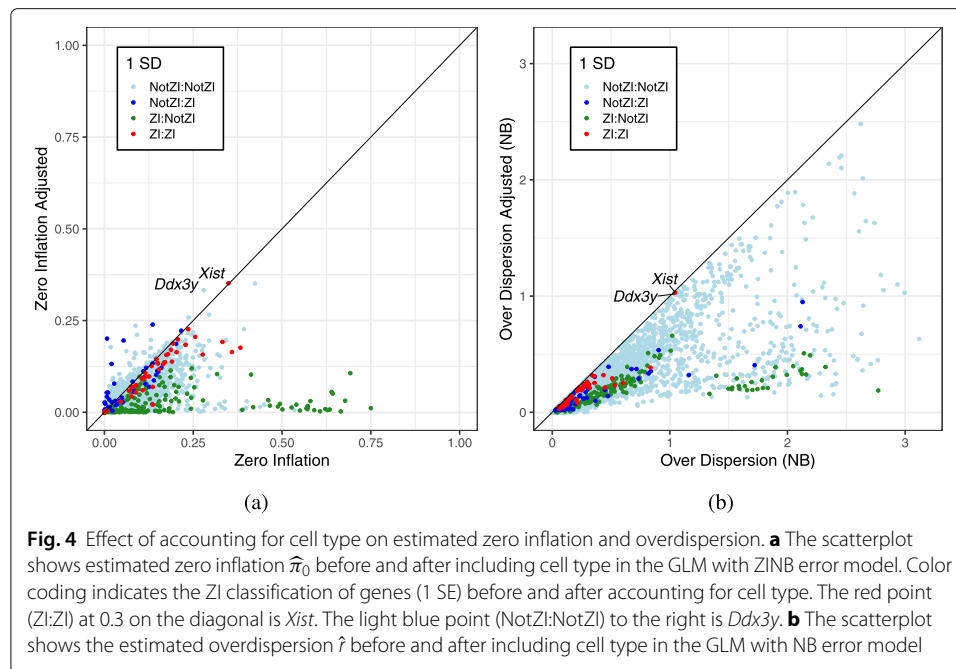 1 SD
NotZI:NotZI
NotZI:ZI
ZI:NotZI
ZI:ZI
Zero Inflation Adjusted
1.00
0.75
0.50
0.25
0.00
Xist
Ddx3y
0.00 0.25 0.50 0.75 1.00
Zero Inflation
(a)
1 SD
NotZI:NotZI
NotZI:ZI
ZI:NotZI
ZI:ZI
Over Dispersion Adjusted (NB)
3
2
1
0
Xist
Ddx3y
0 1 2 3
Over Dispersion (NB)
(b)
Fig. 4 Effect of accounting for cell type on estimated zero inflation and overdispersion. a The scatterplot
shows estimated zero inflation π̂₀ before and after including cell type in the GLM with ZINB error model. Color
coding indicates the ZI classification of genes (1 SE) before and after accounting for cell type. The red point
(ZI:ZI) at 0.3 on the diagonal is Xist. The light blue point (NotZI:NotZI) to the right is Ddx3y. b The scatterplot
shows the estimated overdispersion r̂ before and after including cell type in the GLM with NB error model